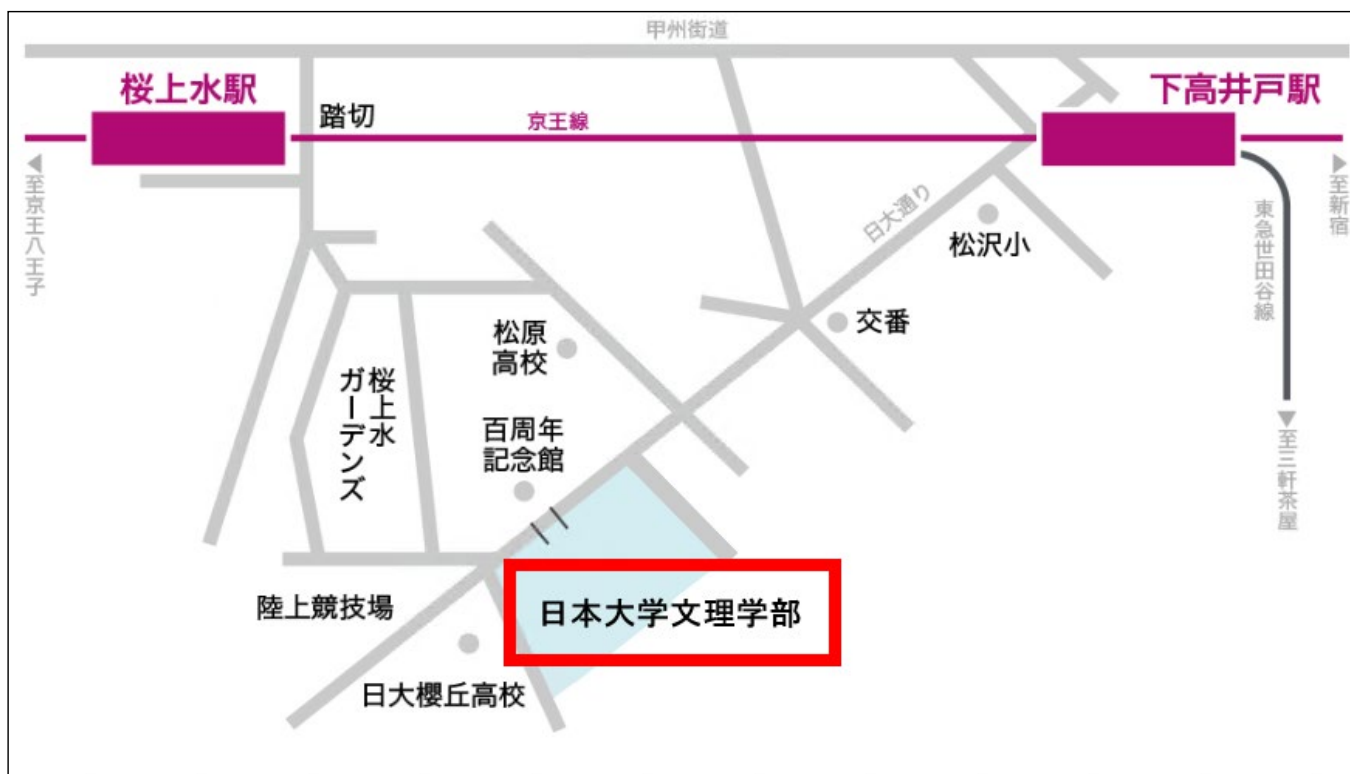 甲州街道
桜上水駅
下高井戸駅
踏切
京王線
至京王八王子
至新宿
日大通り
東急世田谷線
松沢小
交番
松原
高校
桜上水
ガーデンズ
百周年
記念館
至三軒茶屋
陸上競技場
日本大学文理学部
日大櫻丘高校